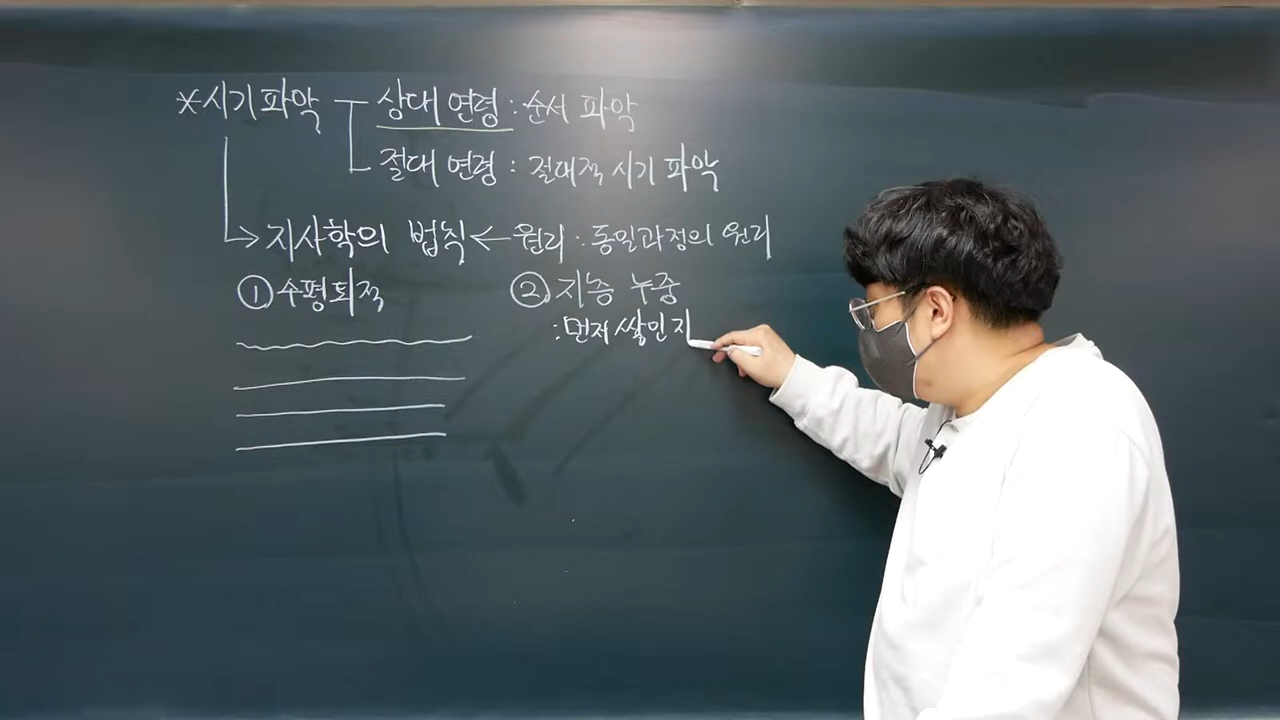 *시기 파악 상대 연령 : 순서 파악
절대 연령 : 절대적 시기 파악
→ 지사학의 법칙 ← 원리 : 동일과정의 원리
① 수평퇴적 ② 지층 누중
: 먼저 쌓인 지